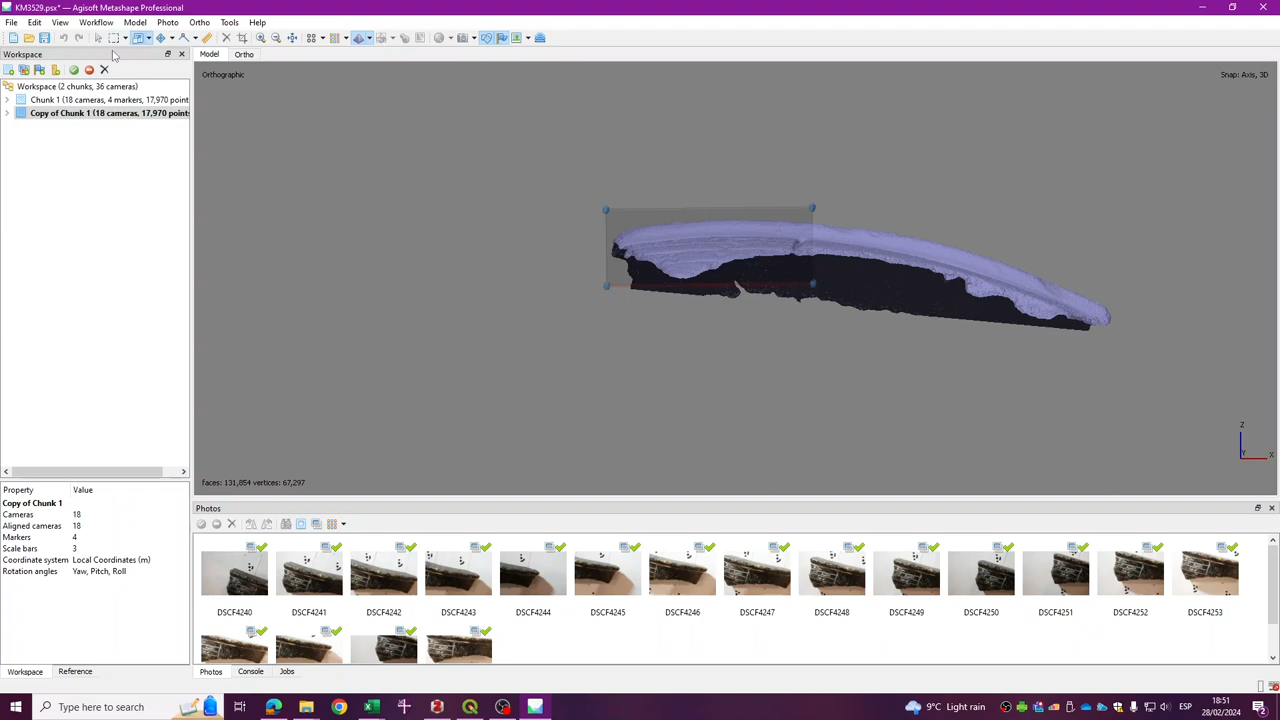 KM3529.psx* — Agisoft Metashape Professional
File Edit View Workflow Model Photo Ortho Tools Help
Workspace
Model Ortho
Orthographic
Snap: Axis, 3D
Workspace (2 chunks, 36 cameras)
Chunk 1 (18 cameras, 4 markers, 17,970 point
Copy of Chunk 1 (18 cameras, 17,970 points
Z
Y
X
faces: 131,854 vertices: 67,297
Property Value
Copy of Chunk 1
Cameras 18
Aligned cameras 18
Markers 4
Scale bars 3
Coordinate system Local Coordinates (m)
Rotation angles Yaw, Pitch, Roll
Photos
DSCF4240 DSCF4241 DSCF4242 DSCF4243 DSCF4244 DSCF4245 DSCF4246 DSCF4247 DSCF4248 DSCF4249 DSCF4250 DSCF4251 DSCF4252 DSCF4253
Workspace Reference
Photos Console Jobs
Type here to search
9°C Light rain
ESP
18:51
28/02/2024
2